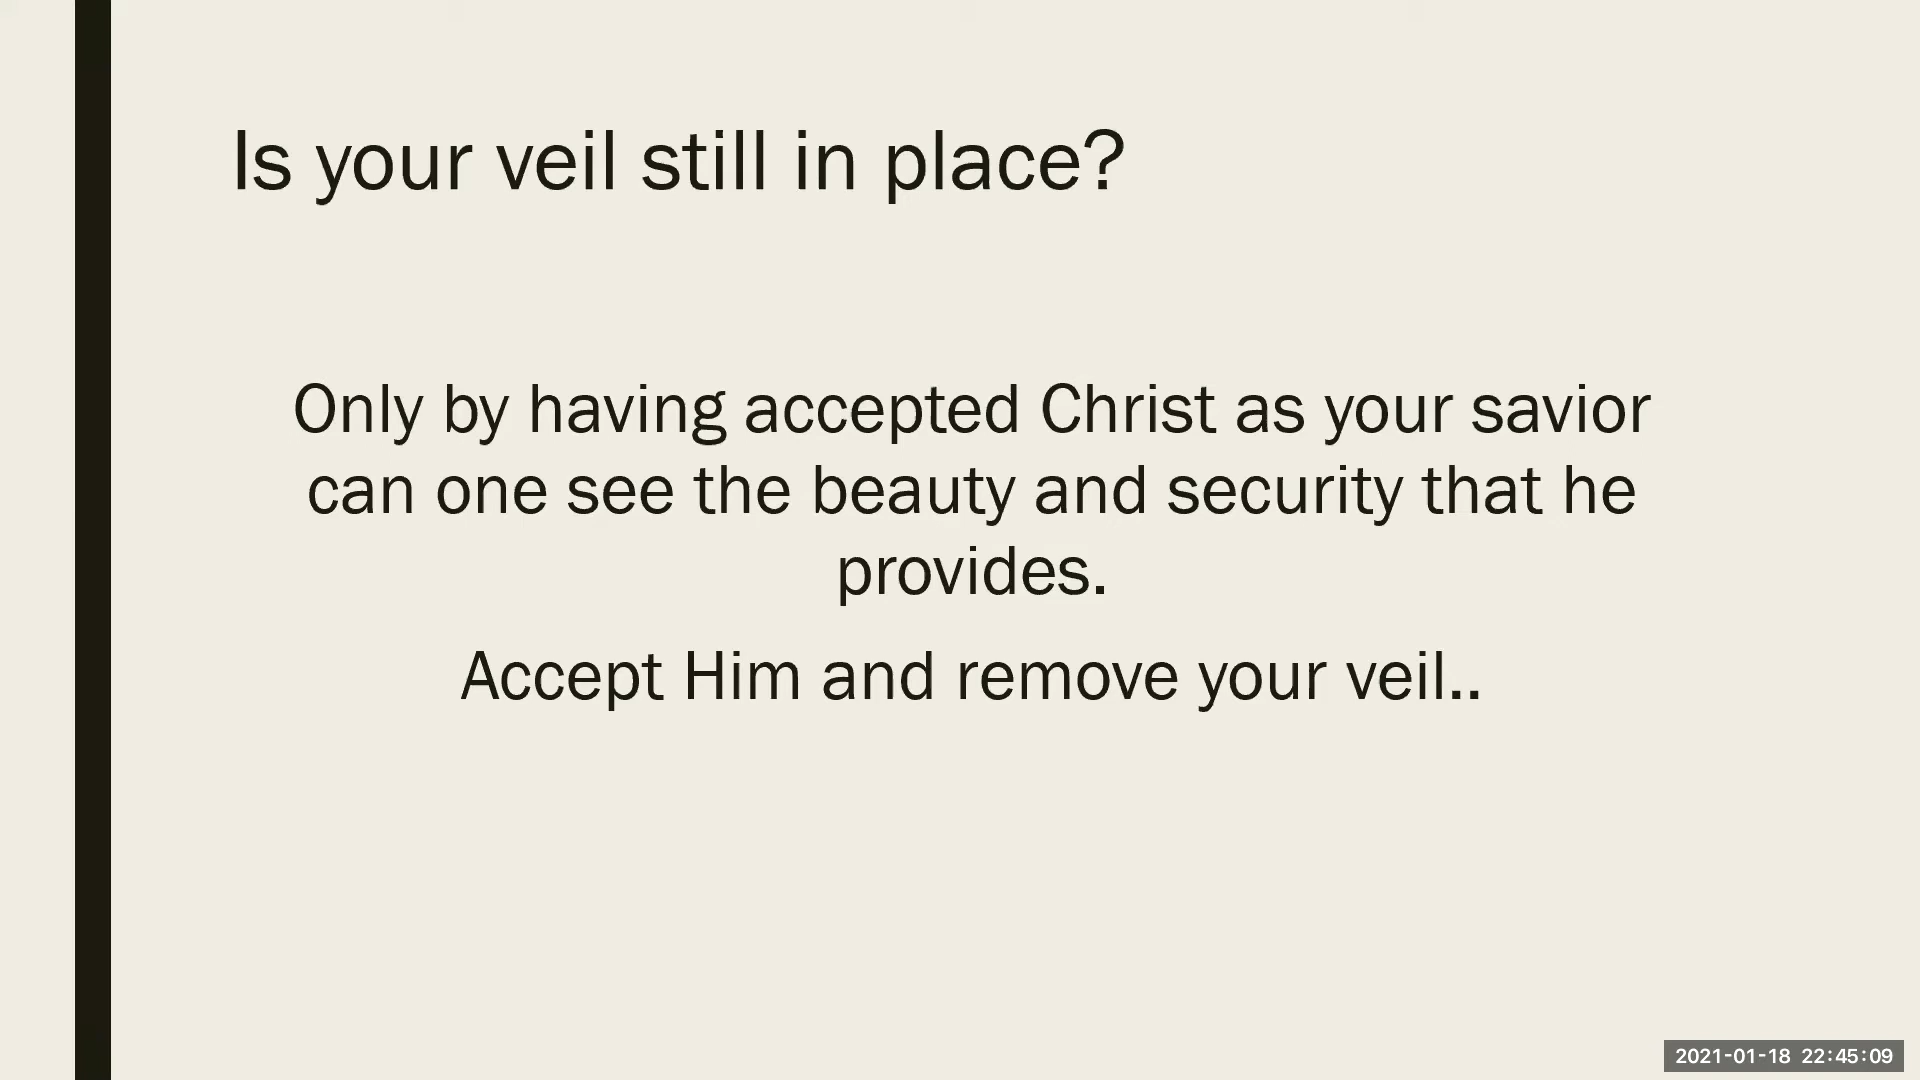 Is your veil still in place?
Only by having accepted Christ as your savior
can one see the beauty and security that he
provides.
Accept Him and remove your veil..
2021-01-18 22:45:09